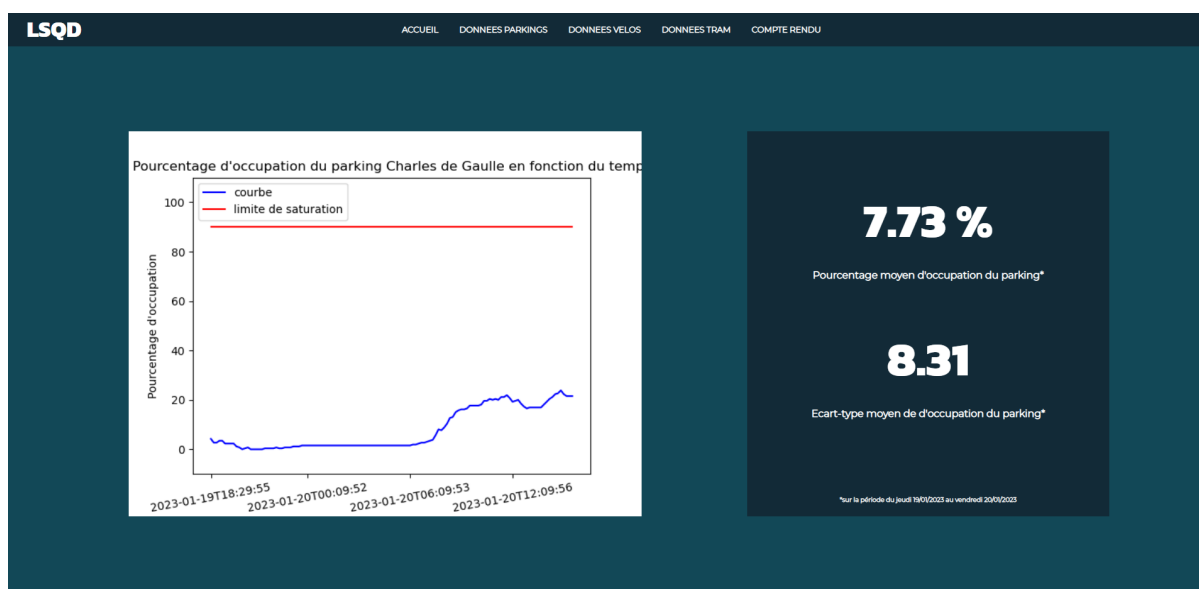 LSQD
ACCUEIL DONNEES PARKINGS DONNEES VELOS DONNEES TRAM COMPTE RENDU
Pourcentage d'occupation du parking Charles de Gaulle en fonction du temp
courbe
limite de saturation
100
80
60
40
20
0
Pourcentage d'occupation
2023-01-19T18:29:55
2023-01-20T00:09:52
2023-01-20T06:09:53
2023-01-20T12:09:56
7.73 %
Pourcentage moyen d'occupation du parking*
8.31
Ecart-type moyen de d'occupation du parking*
*sur la période du jeudi 19/01/2023 au vendredi 20/01/2023